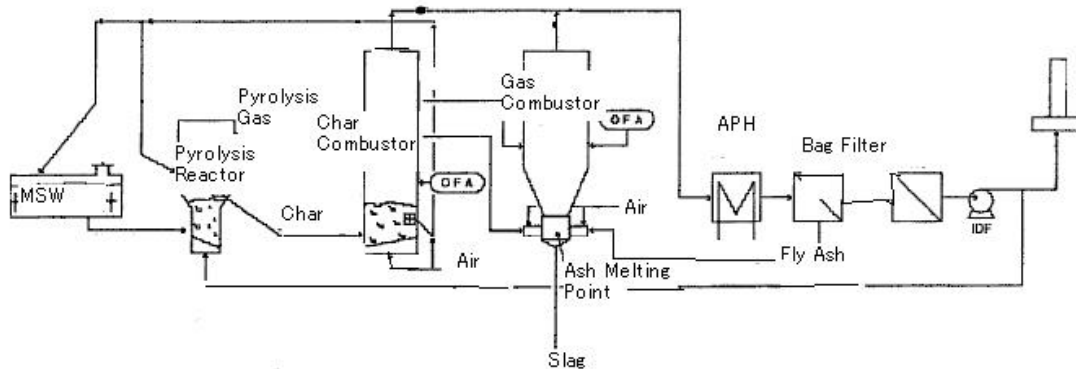 MSW
Pyrolysis
Gas
Pyrolysis
Reactor
Char
Char
Combustor
OFA
Air
Gas
Combustor
OFA
Air
Ash Melting
Point
Slag
APH
Bag Filter
Fly Ash
IDF